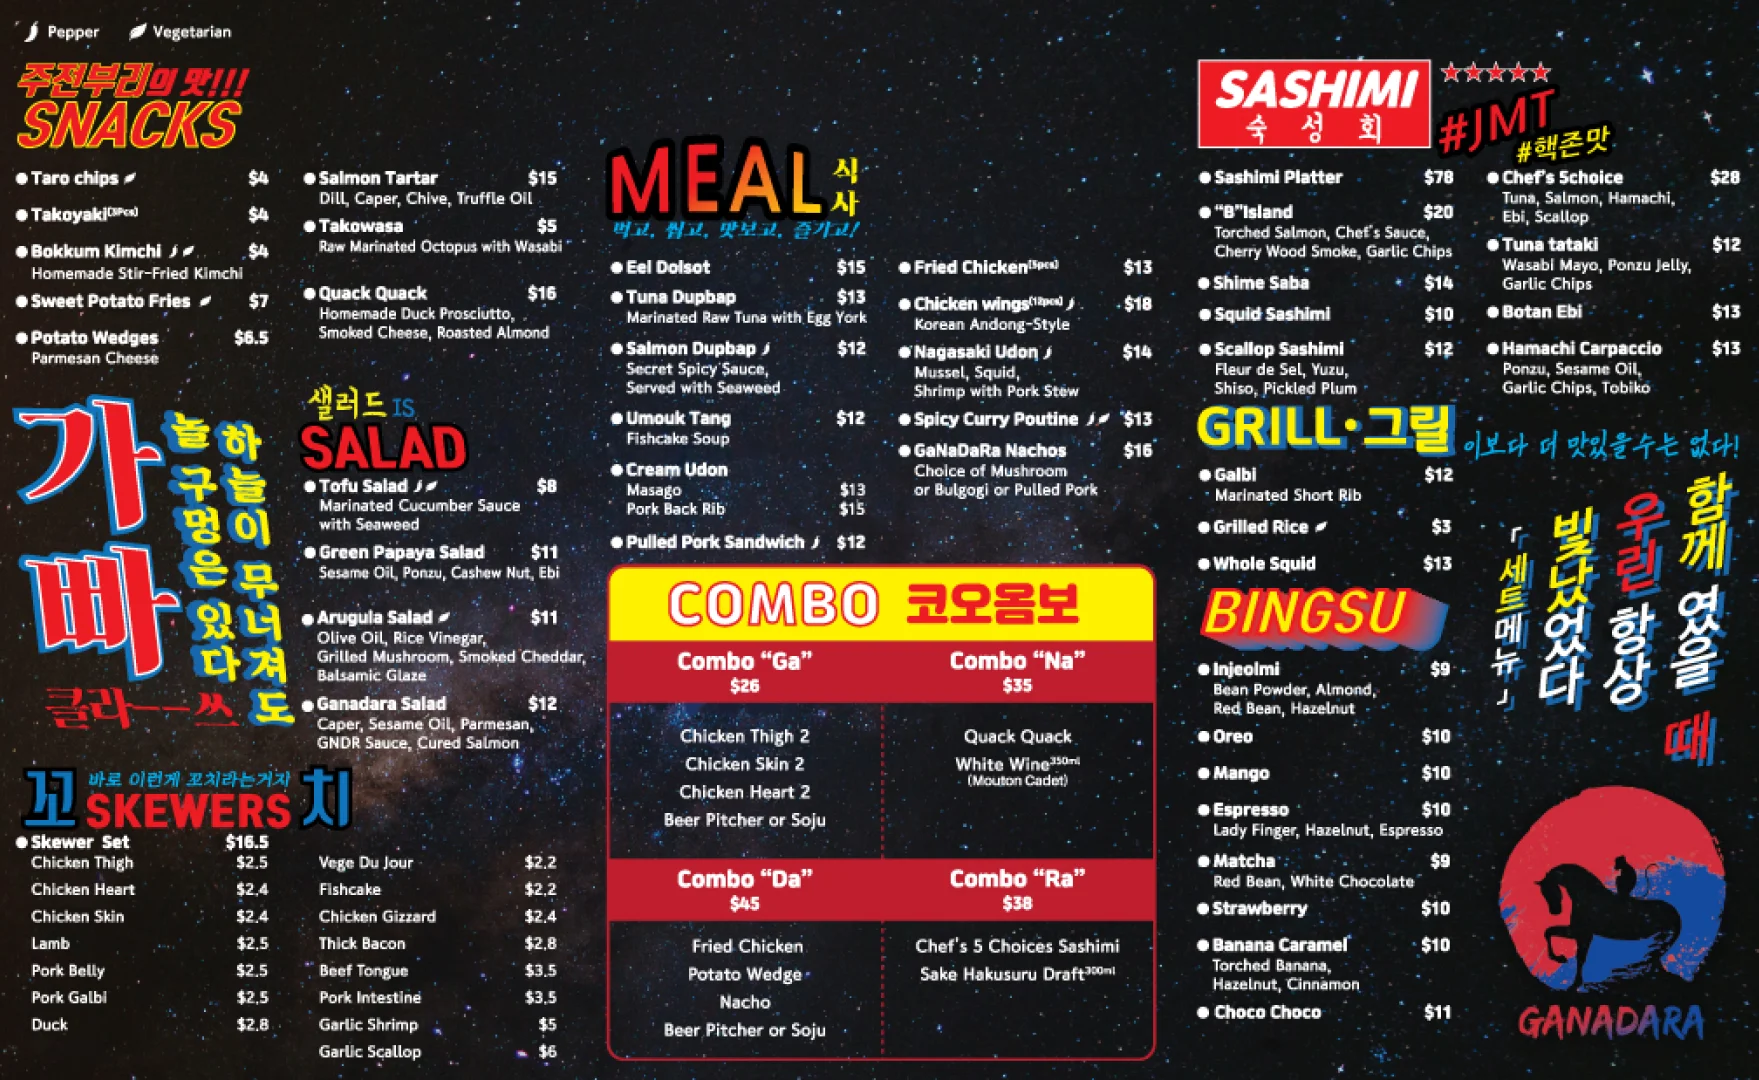 Pepper Vegetarian
주전부리의 맛!!!
SNACKS
Taro chips $4
Takoyaki(3Pcs) $4
Bokkum Kimchi $4
Homemade Stir-Fried Kimchi
Sweet Potato Fries $7
Potato Wedges $6.5
Parmesan Cheese
Salmon Tartar $15
Dill, Caper, Chive, Truffle Oil
Takowasa $5
Raw Marinated Octopus with Wasabi
Quack Quack $16
Homemade Duck Prosciutto,
Smoked Cheese, Roasted Almond
가
빠
클라--쓰
하늘이 무너져도
놀 구멍은 있다
샐러드 IS
SALAD
Tofu Salad $8
Marinated Cucumber Sauce
with Seaweed
Green Papaya Salad $11
Sesame Oil, Ponzu, Cashew Nut, Ebi
Arugula Salad $11
Olive Oil, Rice Vinegar,
Grilled Mushroom, Smoked Cheddar,
Balsamic Glaze
Ganadara Salad $12
Caper, Sesame Oil, Parmesan,
GNDR Sauce, Cured Salmon
꼬 치
바로 이런게 꼬치라는거지
SKEWERS
Skewer Set $16.5
Chicken Thigh $2.5
Chicken Heart $2.4
Chicken Skin $2.4
Lamb $2.5
Pork Belly $2.5
Pork Galbi $2.5
Duck $2.8
Vege Du Jour $2.2
Fishcake $2.2
Chicken Gizzard $2.4
Thick Bacon $2.8
Beef Tongue $3.5
Pork Intestine $3.5
Garlic Shrimp $5
Garlic Scallop $6
MEAL 식사
먹고, 씹고, 맛보고, 즐기고!
Eel Dolsot $15
Tuna Dupbap $13
Marinated Raw Tuna with Egg York
Salmon Dupbap $12
Secret Spicy Sauce,
Served with Seaweed
Umouk Tang $12
Fishcake Soup
Cream Udon
Masago $13
Pork Back Rib $15
Pulled Pork Sandwich $12
Fried Chicken(5pcs) $13
Chicken wings(12pcs) $18
Korean Andong-Style
Nagasaki Udon $14
Mussel, Squid,
Shrimp with Pork Stew
Spicy Curry Poutine $13
GaNaDaRa Nachos $16
Choice of Mushroom
or Bulgogi or Pulled Pork
COMBO 코오옴보
Combo “Ga”
$26
Chicken Thigh 2
Chicken Skin 2
Chicken Heart 2
Beer Pitcher or Soju
Combo “Na”
$35
Quack Quack
White Wine350ml
(Mouton Cadet)
Combo “Da”
$45
Fried Chicken
Potato Wedge
Nacho
Beer Pitcher or Soju
Combo “Ra”
$38
Chef's 5 Choices Sashimi
Sake Hakusuru Draft300ml
SASHIMI
숙 성 회
#JMT
#핵존맛
Sashimi Platter $78
“B”Island $20
Torched Salmon, Chef's Sauce,
Cherry Wood Smoke, Garlic Chips
Shime Saba $14
Squid Sashimi $10
Scallop Sashimi $12
Fleur de Sel, Yuzu,
Shiso, Pickled Plum
Chef's 5choice $28
Tuna, Salmon, Hamachi,
Ebi, Scallop
Tuna tataki $12
Wasabi Mayo, Ponzu Jelly,
Garlic Chips
Botan Ebi $13
Hamachi Carpaccio $13
Ponzu, Sesame Oil,
Garlic Chips, Tobiko
GRILL·그릴
이보다 더 맛있을수는 없다!
Galbi $12
Marinated Short Rib
Grilled Rice $3
Whole Squid $13
BINGSU
Injeolmi $9
Bean Powder, Almond,
Red Bean, Hazelnut
Oreo $10
Mango $10
Espresso $10
Lady Finger, Hazelnut, Espresso
Matcha $9
Red Bean, White Chocolate
Strawberry $10
Banana Caramel $10
Torched Banana,
Hazelnut, Cinnamon
Choco Choco $11
함께 였을 때
우린 항상
빛났었다
「세트메뉴」
GANADARA